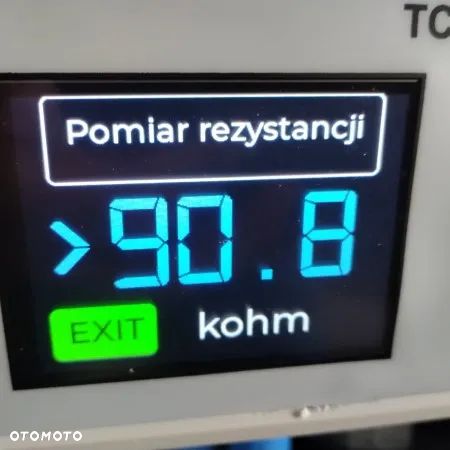 TC
Pomiar rezystancji
>90.8
EXIT kohm
OTOMOTO